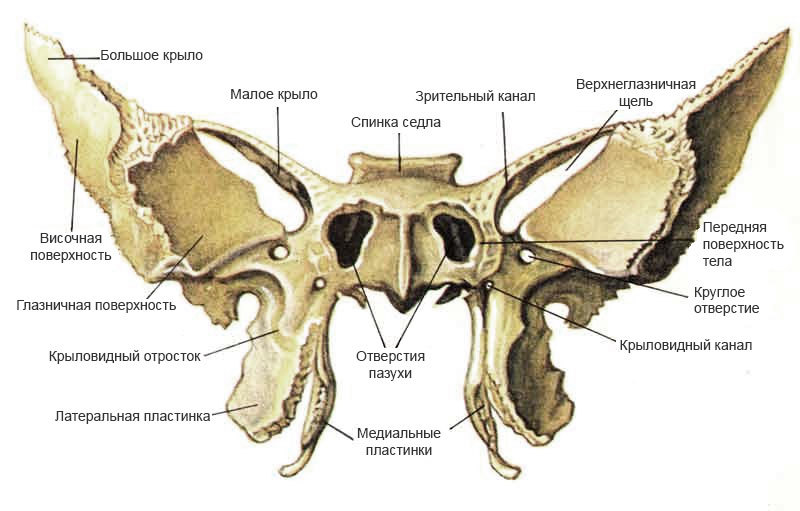 Большое крыло
Малое крыло
Спинка седла
Зрительный канал
Верхнеглазничная
щель
Височная
поверхность
Глазничная поверхность
Крыловидный отросток
Латеральная пластинка
Отверстия
пазухи
Медиальные
пластинки
Передняя
поверхность
тела
Круглое
отверстие
Крыловидный канал